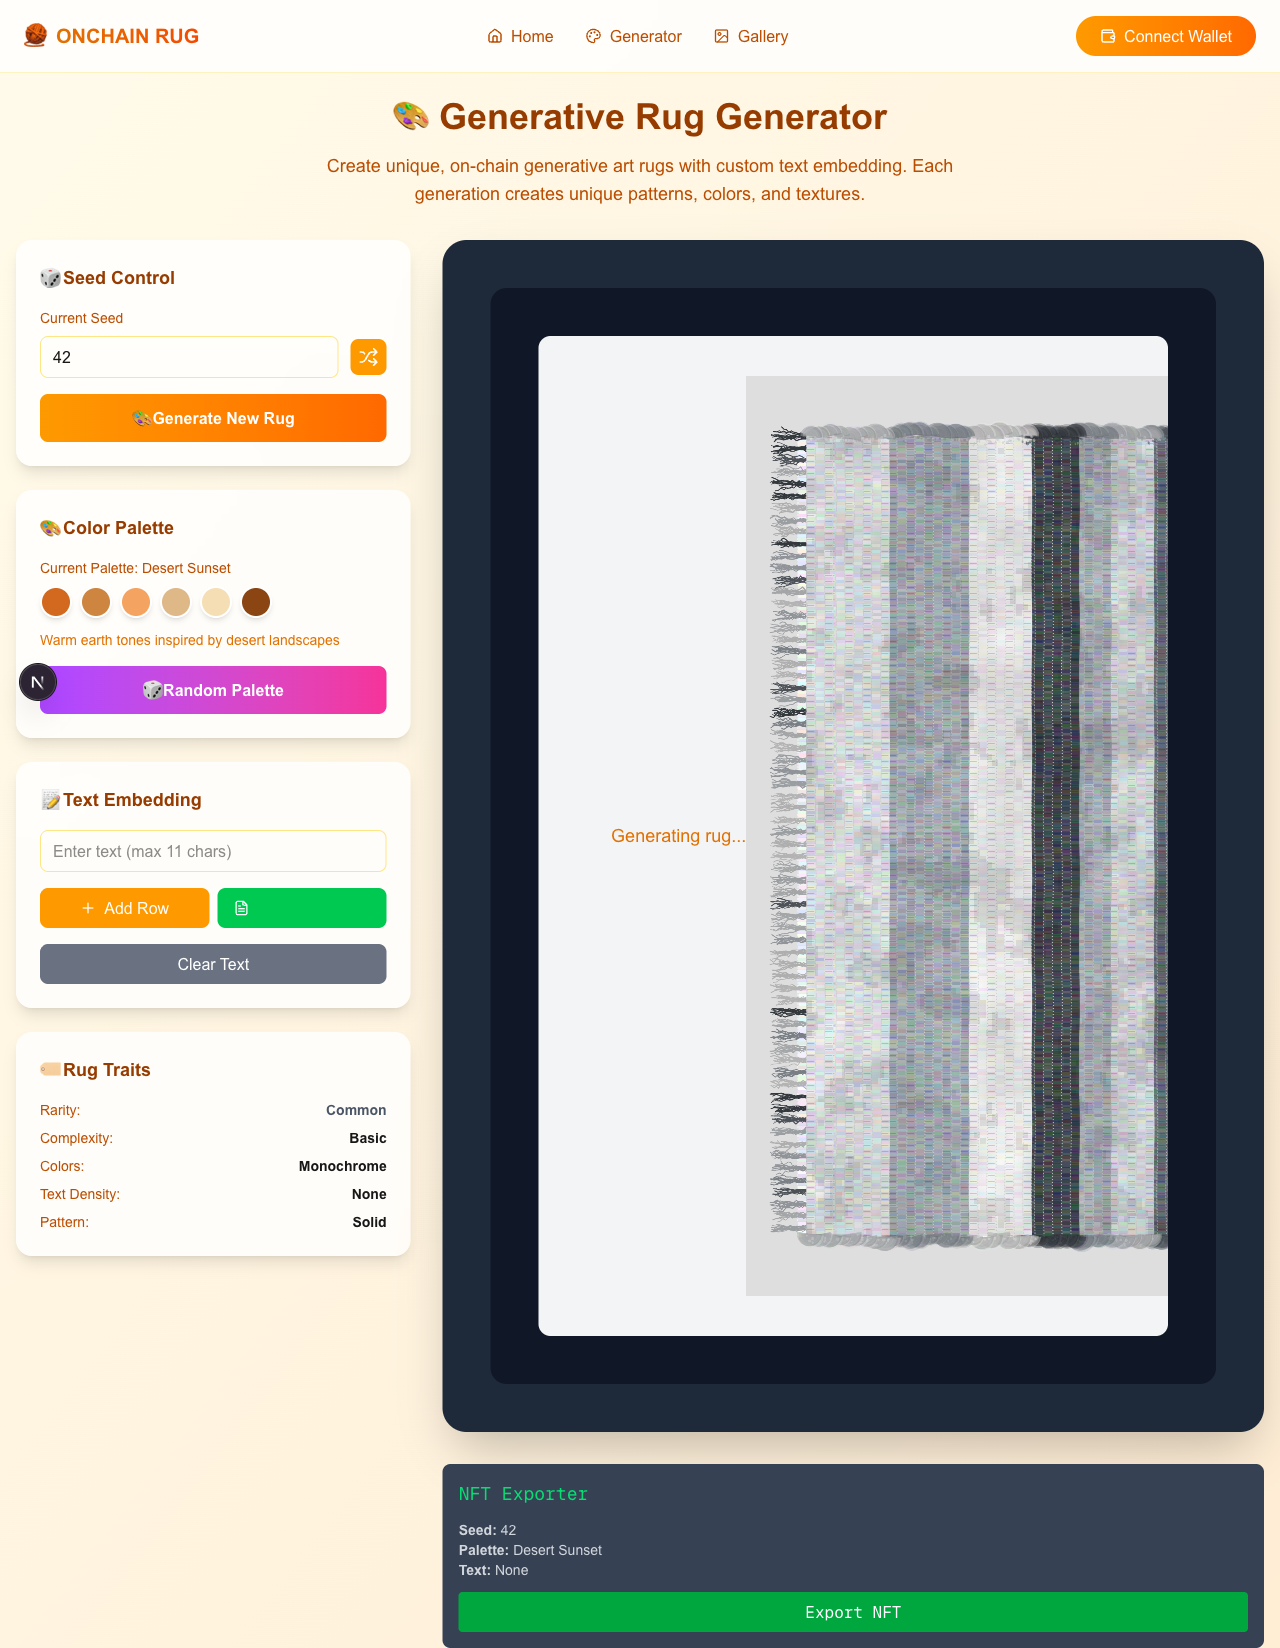 ONCHAIN RUG
Home
Generator
Gallery
Connect Wallet
Generative Rug Generator
Create unique, on-chain generative art rugs with custom text embedding. Each
generation creates unique patterns, colors, and textures.
Seed Control
Current Seed
42
Generate New Rug
Color Palette
Current Palette: Desert Sunset
Warm earth tones inspired by desert landscapes
N
Random Palette
Text Embedding
Enter text (max 11 chars)
Add Row
Clear Text
Rug Traits
Rarity: Common
Complexity: Basic
Colors: Monochrome
Text Density: None
Pattern: Solid
Generating rug...
NFT Exporter
Seed: 42
Palette: Desert Sunset
Text: None
Export NFT